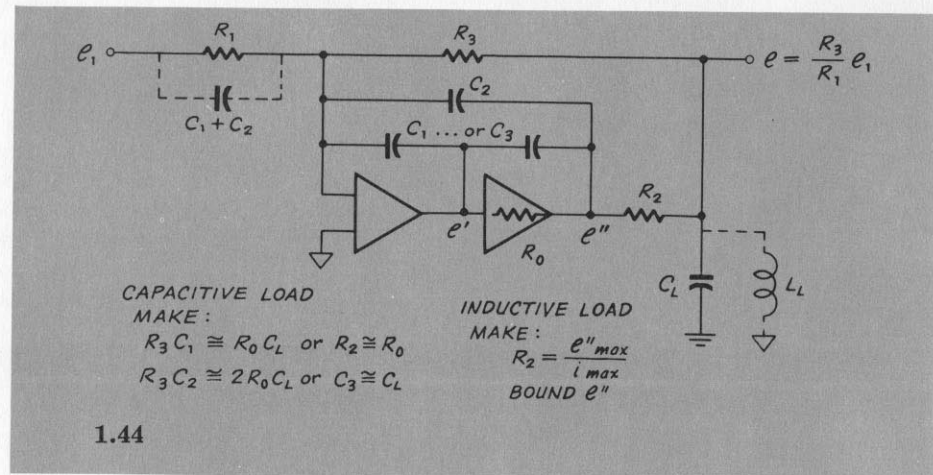 e₁
R₁
C₁ + C₂
R₃
e = R₃/R₁ e₁
C₂
C₁ ... or C₃
e′
R₀
e″
R₂
C_L
L_L
CAPACITIVE LOAD
MAKE:
R₃C₁ ≅ R₀C_L or R₂ ≅ R₀
R₃C₂ ≅ 2R₀C_L or C₃ ≅ C_L
INDUCTIVE LOAD
MAKE:
R₂ = e″max/i max
BOUND e″
1.44